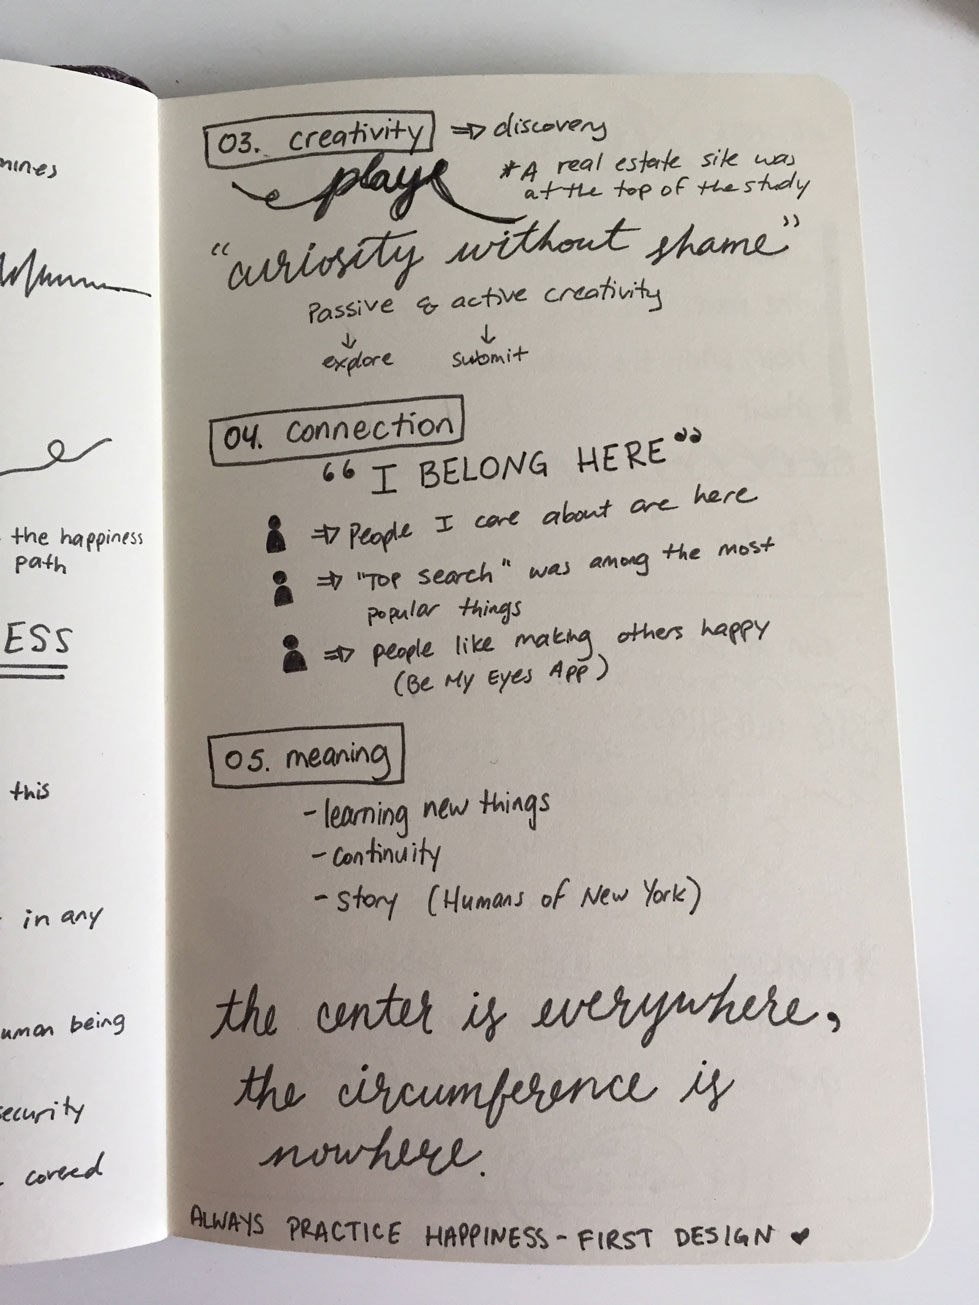 mines
the happiness
path
ESS
this
in any
uman being
security
coreed
03. creativity ⇒ discovery
play
*A real estate site was
at the top of the study
"curiosity without shame"
Passive & active creativity
↓ ↓
explore submit
04. connection
"I BELONG HERE"
⇒ People I care about are here
⇒ "Top search" was among the most
popular things
⇒ people like making others happy
(Be My Eyes App)
05. meaning
- learning new things
- continuity
- story (Humans of New York)
the center is everywhere,
the circumference is
nowhere.
ALWAYS PRACTICE HAPPINESS - FIRST DESIGN ♥